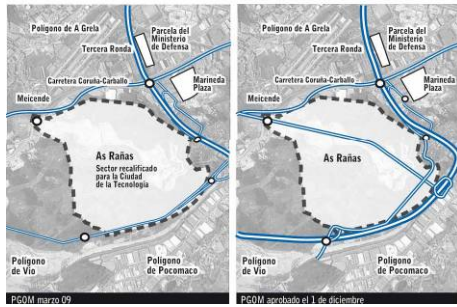 Polígono de A Grela
Parcela del
Ministerio
de Defensa
Tercera Ronda
Carretera Coruña-Carballo
Marineda
Plaza
Meicende
As Rañas
Sector recalificado
para la Ciudad
de la Tecnología
Polígono
de Vío
Polígono
de Pocomaco
PGOM marzo 09
Polígono de A Grela
Parcela del
Ministerio
de Defensa
Tercera Ronda
Carretera Coruña-Carballo
Marineda
Plaza
Meicende
As Rañas
Polígono
de Vío
Polígono
de Pocomaco
PGOM aprobado el 1 de diciembre